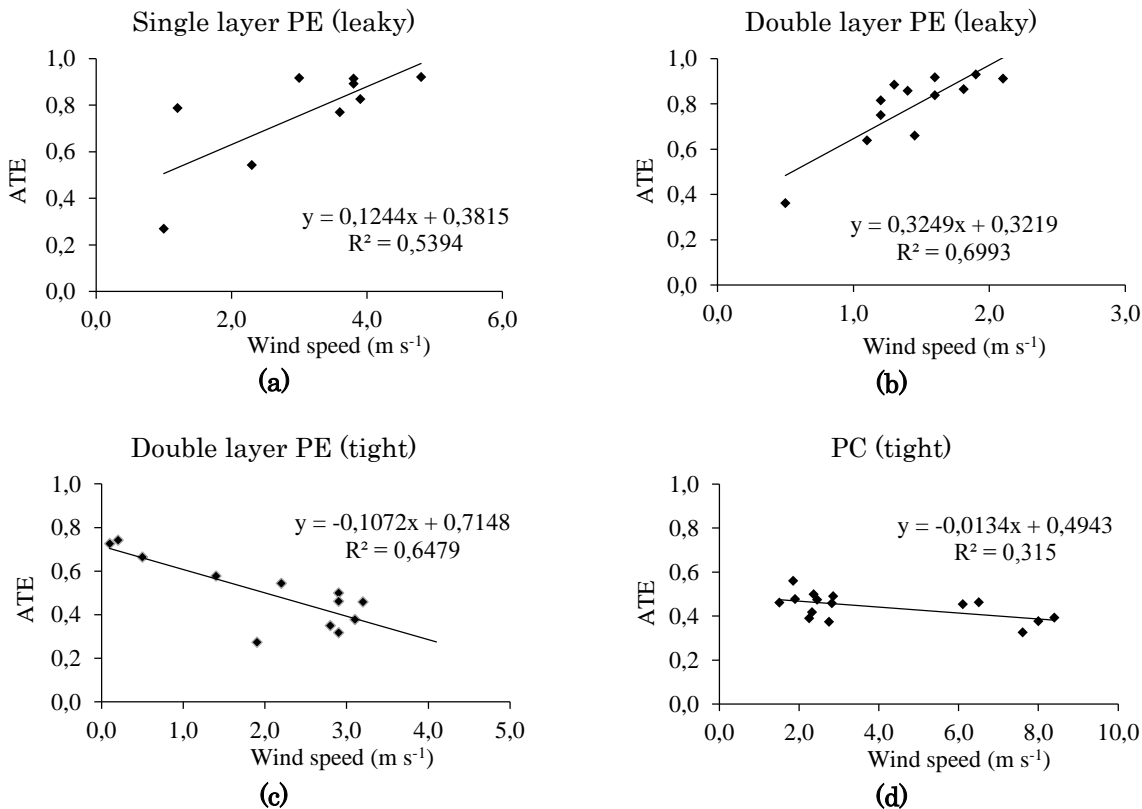 Single layer PE (leaky)
1,0
0,8
0,6
0,4
0,2
0,0
ATE
y = 0,1244x + 0,3815
R² = 0,5394
0,0 2,0 4,0 6,0
Wind speed (m s⁻¹)
(a)
Double layer PE (leaky)
1,0
0,8
0,6
0,4
0,2
0,0
ATE
y = 0,3249x + 0,3219
R² = 0,6993
0,0 1,0 2,0 3,0
Wind speed (m s⁻¹)
(b)
Double layer PE (tight)
1,0
0,8
0,6
0,4
0,2
0,0
ATE
y = -0,1072x + 0,7148
R² = 0,6479
0,0 1,0 2,0 3,0 4,0 5,0
Wind speed (m s⁻¹)
(c)
PC (tight)
1,0
0,8
0,6
0,4
0,2
0,0
ATE
y = -0,0134x + 0,4943
R² = 0,315
0,0 2,0 4,0 6,0 8,0 10,0
Wind speed (m s⁻¹)
(d)